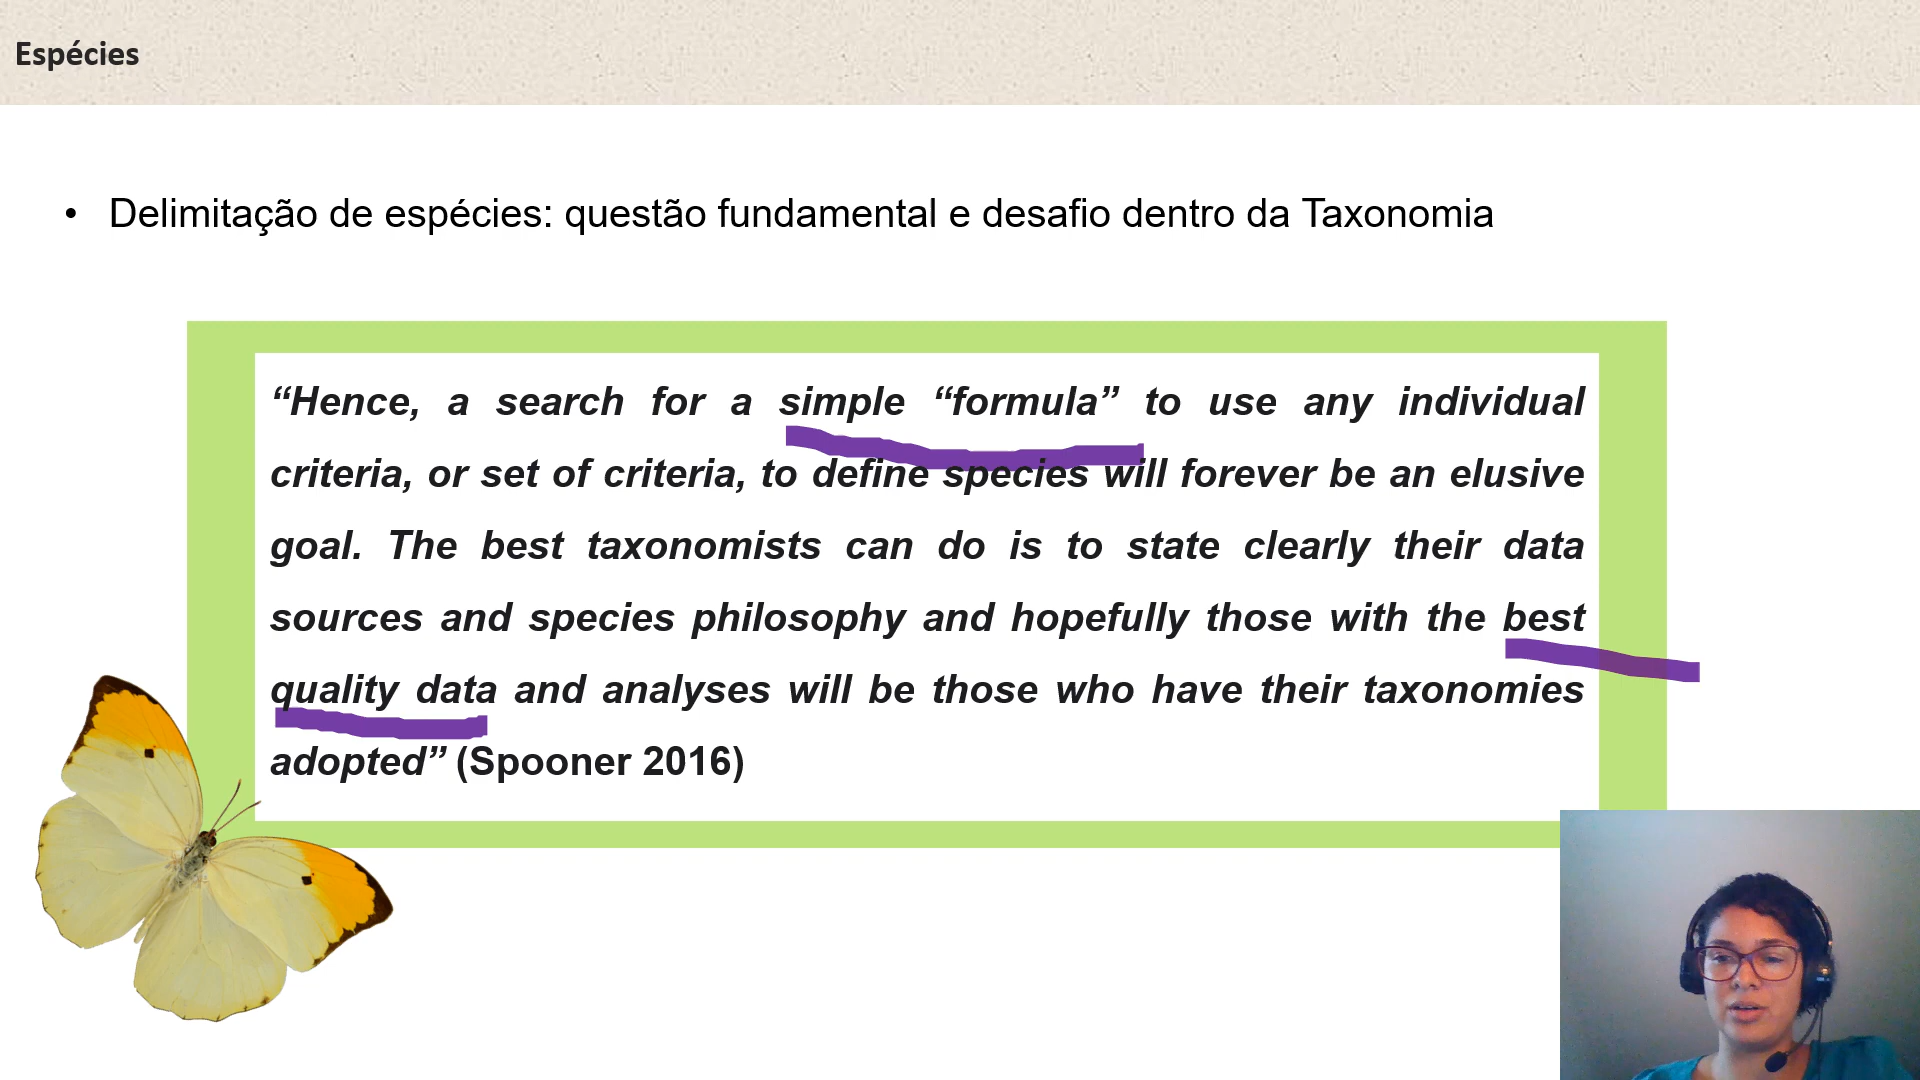 Espécies
• Delimitação de espécies: questão fundamental e desafio dentro da Taxonomia
“Hence, a search for a simple “formula” to use any individual
criteria, or set of criteria, to define species will forever be an elusive
goal. The best taxonomists can do is to state clearly their data
sources and species philosophy and hopefully those with the best
quality data and analyses will be those who have their taxonomies
adopted” (Spooner 2016)